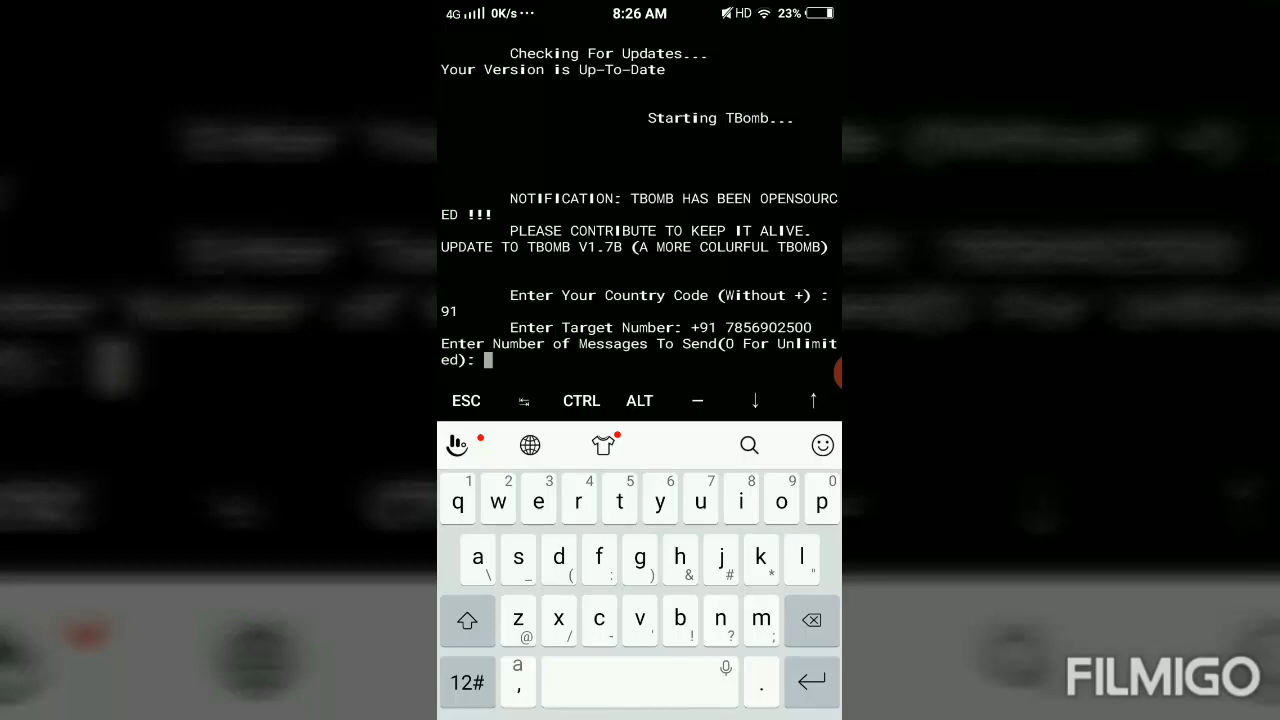 4G 0K/s... 8:26 AM HD 23%
Checking For Updates...
Your Version is Up-To-Date
Starting TBomb...
NOTIFICATION: TBOMB HAS BEEN OPENSOURC
ED !!!
PLEASE CONTRIBUTE TO KEEP IT ALIVE.
UPDATE TO TBOMB V1.7B (A MORE COLURFUL TBOMB)
Enter Your Country Code (Without +) :
91
Enter Target Number: +91 7856902500
Enter Number of Messages To Send(0 For Unlimit
ed):
ESC CTRL ALT –
1 2 3 4 5 6 7 8 9 0
q w e r t y u i o p
a s d f g h j k l
\ _ ( : ) & # * "
z x c v b n m
@ / - ' ! ? ;
12# a , .
FILMIGO